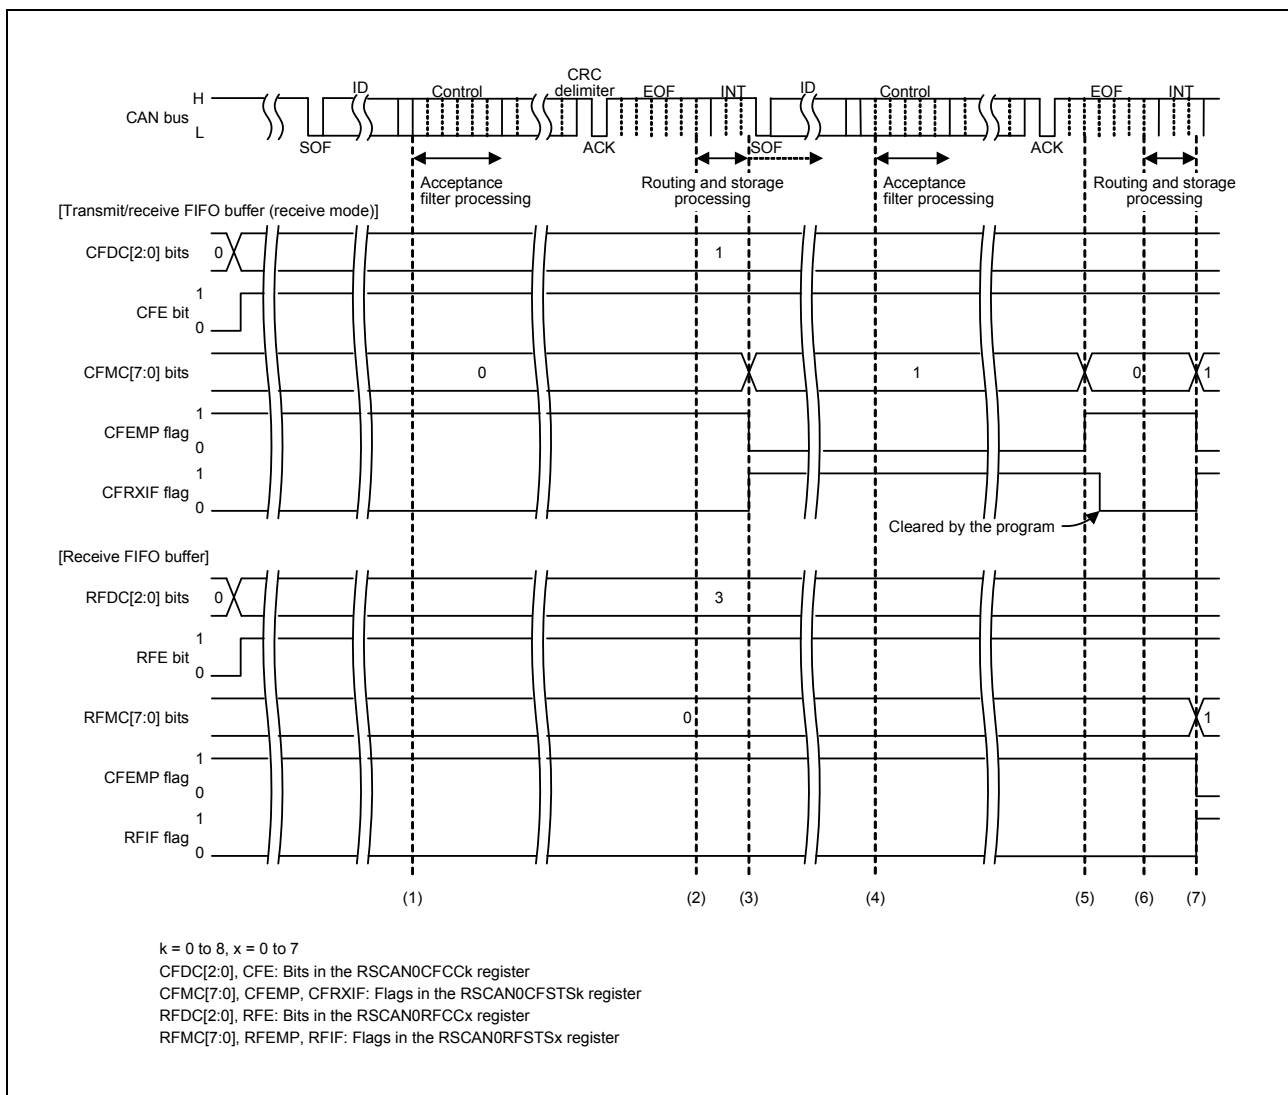 CRC
ID Control delimiter EOF INT ID Control EOF INT
H
CAN bus
L
SOF ACK SOF ACK
Acceptance filter processing
Routing and storage processing
Acceptance filter processing
Routing and storage processing
[Transmit/receive FIFO buffer (receive mode)]
CFDC[2:0] bits 0 1
1
CFE bit
0
CFMC[7:0] bits 0 1 0 1
1
CFEMP flag
0
1
CFRXIF flag
0
Cleared by the program
[Receive FIFO buffer]
RFDC[2:0] bits 0 3
1
RFE bit
0
RFMC[7:0] bits 0 1
1
CFEMP flag
0
1
RFIF flag
0
(1) (2) (3) (4) (5) (6) (7)
k = 0 to 8, x = 0 to 7
CFDC[2:0], CFE: Bits in the RSCAN0CFCCk register
CFMC[7:0], CFEMP, CFRXIF: Flags in the RSCAN0CFSTSk register
RFDC[2:0], RFE: Bits in the RSCAN0RFCCx register
RFMC[7:0], RFEMP, RFIF: Flags in the RSCAN0RFSTSx register